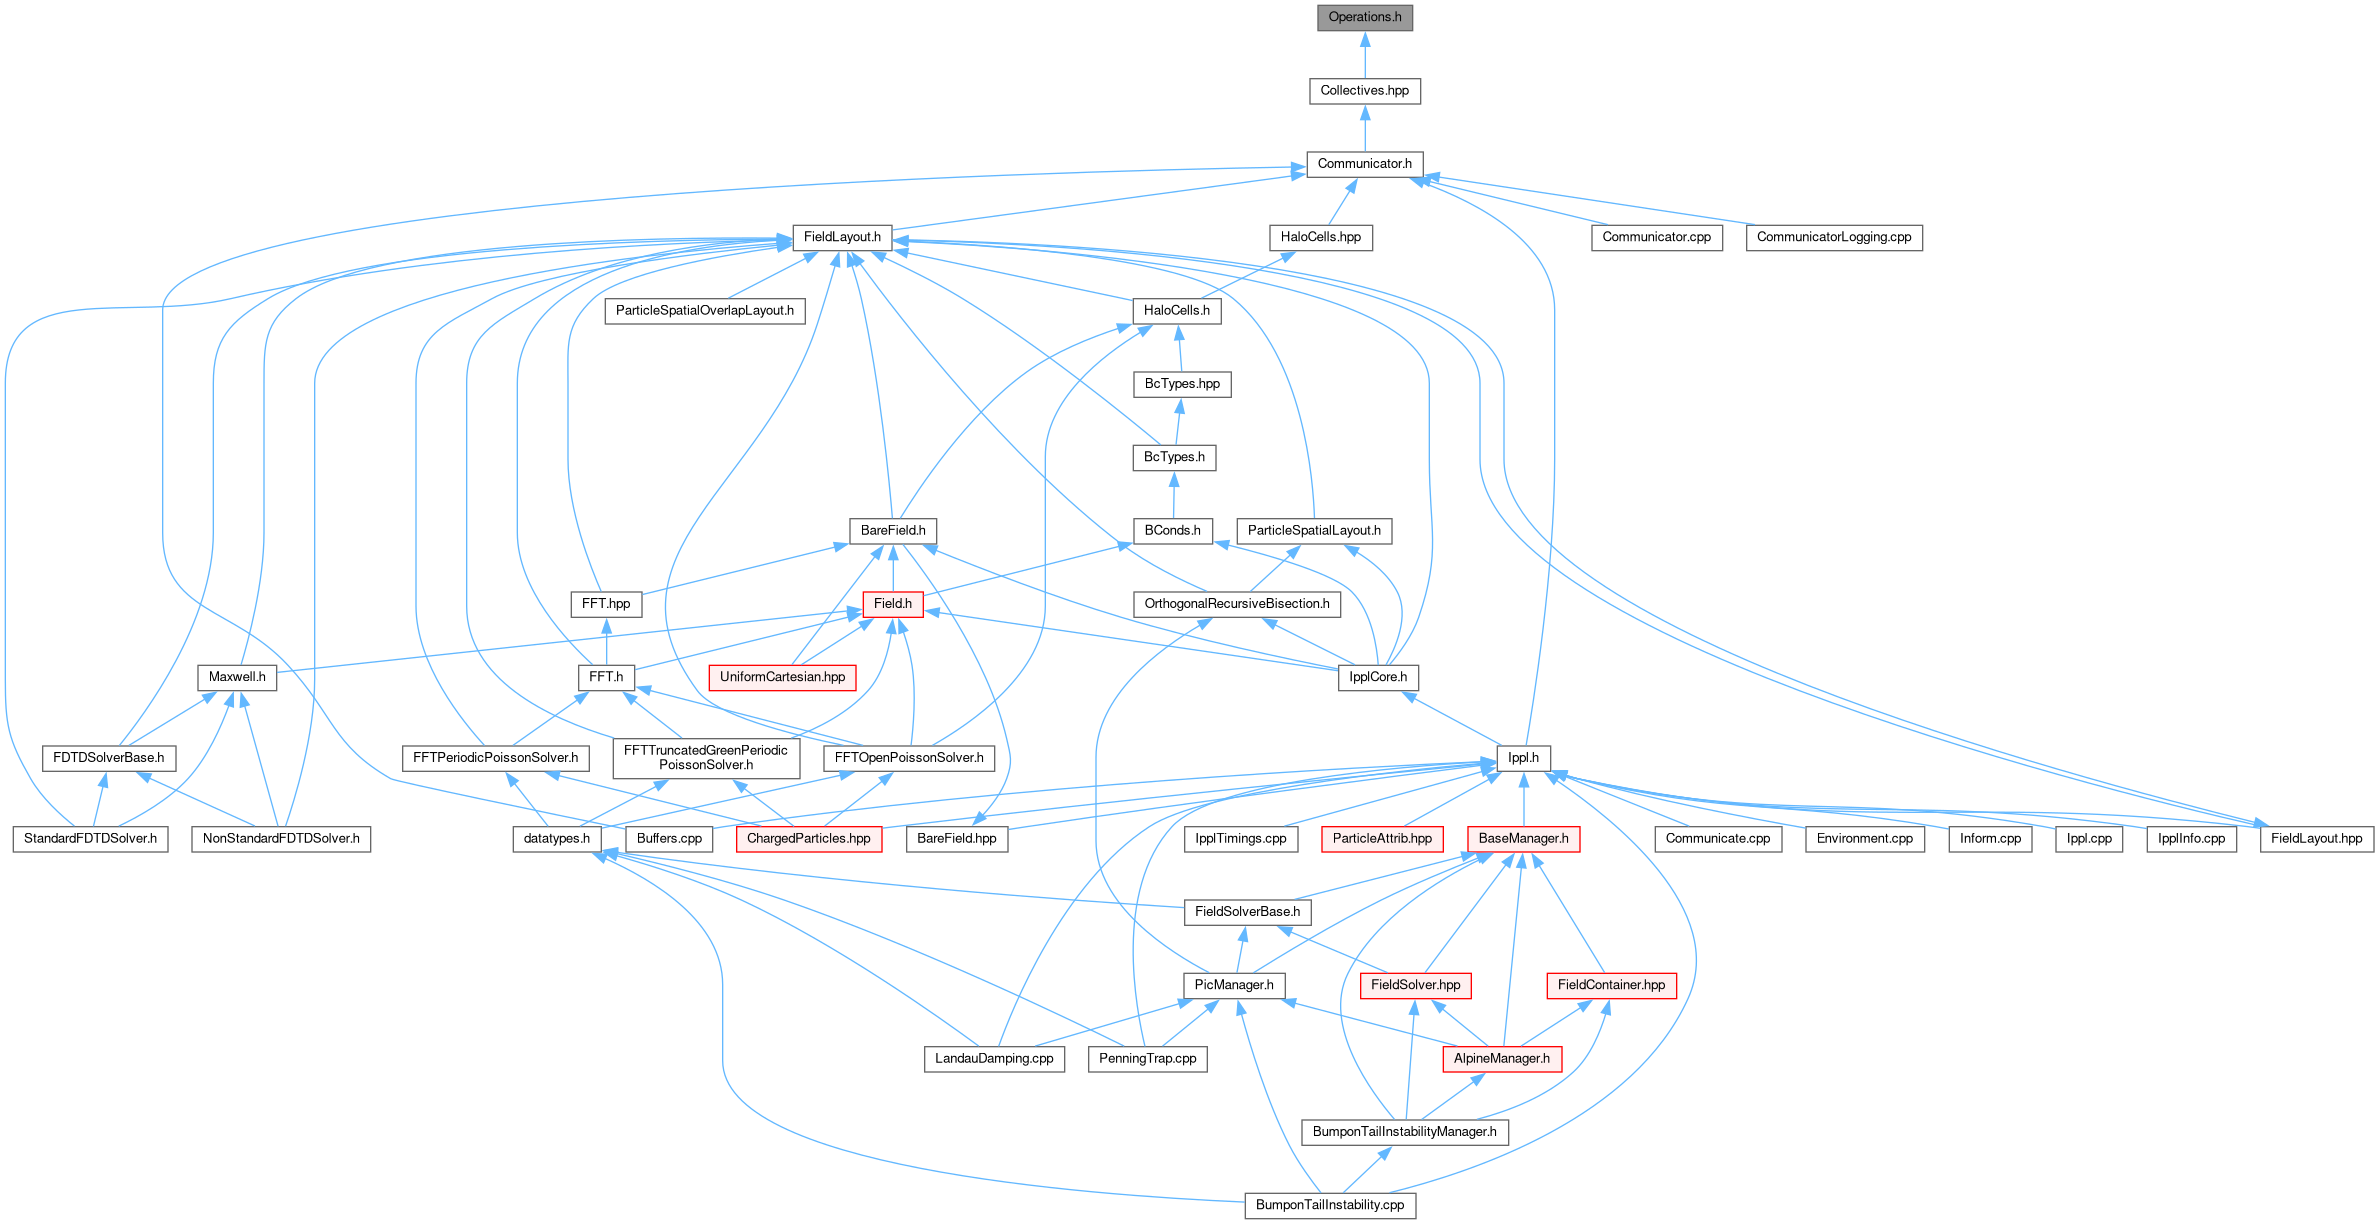 Operations.h
Collectives.hpp
Communicator.h
FieldLayout.h
HaloCells.hpp
Communicator.cpp
CommunicatorLogging.cpp
ParticleSpatialOverlapLayout.h
HaloCells.h
BcTypes.hpp
BcTypes.h
BareField.h
BConds.h
ParticleSpatialLayout.h
FFT.hpp
Field.h
OrthogonalRecursiveBisection.h
Maxwell.h
FFT.h
UniformCartesian.hpp
IpplCore.h
FDTDSolverBase.h
FFTPeriodicPoissonSolver.h
FFTTruncatedGreenPeriodic
PoissonSolver.h
FFTOpenPoissonSolver.h
Ippl.h
StandardFDTDSolver.h
NonStandardFDTDSolver.h
datatypes.h
Buffers.cpp
ChargedParticles.hpp
BareField.hpp
IpplTimings.cpp
ParticleAttrib.hpp
BaseManager.h
Communicate.cpp
Environment.cpp
Inform.cpp
Ippl.cpp
IpplInfo.cpp
FieldLayout.hpp
FieldSolverBase.h
PicManager.h
FieldSolver.hpp
FieldContainer.hpp
LandauDamping.cpp
PenningTrap.cpp
AlpineManager.h
BumponTailInstabilityManager.h
BumponTailInstability.cpp